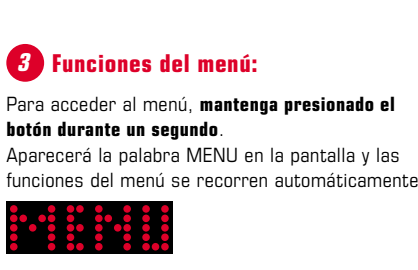 3 Funciones del menú:
Para acceder al menú, mantenga presionado el
botón durante un segundo.
Aparecerá la palabra MENU en la pantalla y las
funciones del menú se recorren automáticamente
MENU